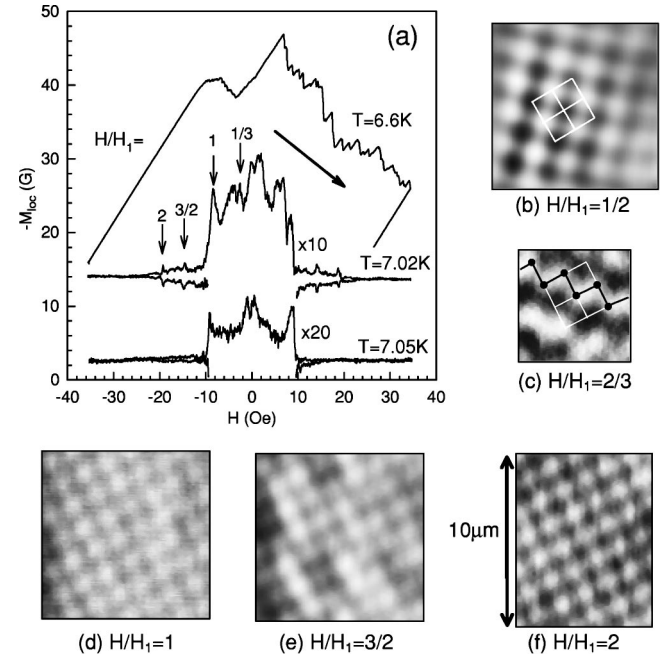 (a)
50
40
30
20
10
0
-M_loc (G)
H/H₁=
2
3/2
1
1/3
T=6.6K
x10
T=7.02K
x20
T=7.05K
-40 -30 -20 -10 0 10 20 30 40
H (Oe)
(b) H/H₁=1/2
(c) H/H₁=2/3
10μm
(d) H/H₁=1
(e) H/H₁=3/2
(f) H/H₁=2